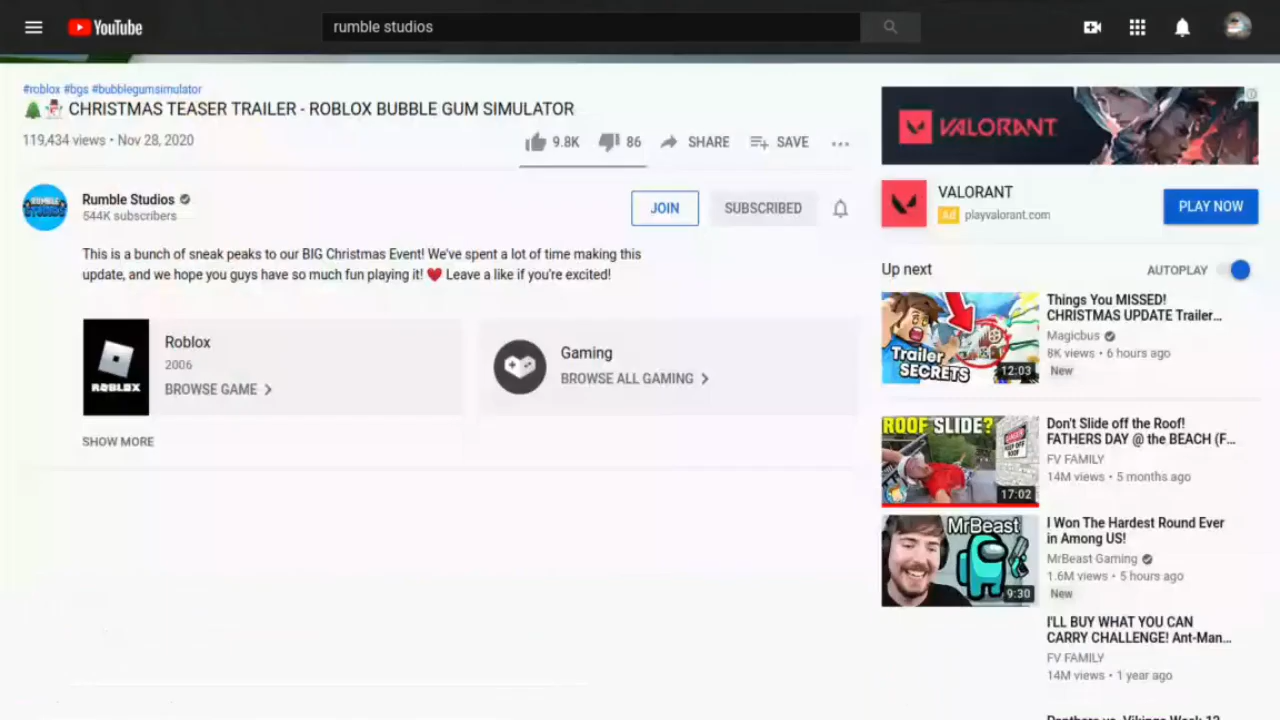 YouTube
rumble studios
#roblox #bgs #bubblegumsimulator
🎄⛄ CHRISTMAS TEASER TRAILER - ROBLOX BUBBLE GUM SIMULATOR
119,434 views • Nov 28, 2020
9.8K 86 SHARE SAVE ...
Rumble Studios
544K subscribers
JOIN SUBSCRIBED
This is a bunch of sneak peaks to our BIG Christmas Event! We've spent a lot of time making this
update, and we hope you guys have so much fun playing it! ❤️ Leave a like if you're excited!
ROBLOX
Roblox
2006
BROWSE GAME
Gaming
BROWSE ALL GAMING
SHOW MORE
VALORANT
VALORANT
Ad playvalorant.com
PLAY NOW
Up next
AUTOPLAY
Trailer
SECRETS
12:03
Things You MISSED!
CHRISTMAS UPDATE Trailer...
Magicbus
8K views • 6 hours ago
New
ROOF SLIDE?
17:02
Don't Slide off the Roof!
FATHERS DAY @ the BEACH (F...
FV FAMILY
14M views • 5 months ago
MrBeast
9:30
I Won The Hardest Round Ever
in Among US!
MrBeast Gaming
1.6M views • 5 hours ago
New
I'LL BUY WHAT YOU CAN
CARRY CHALLENGE! Ant-Man...
FV FAMILY
14M views • 1 year ago
Panthers vs. Vikings Week 12